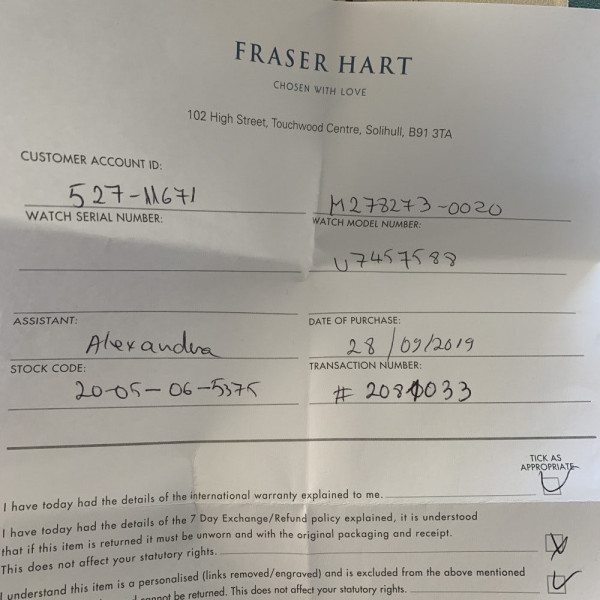 FRASER HART
CHOSEN WITH LOVE
102 High Street, Touchwood Centre, Solihull, B91 3TA
CUSTOMER ACCOUNT ID:
527-11671
M278273-0020
WATCH SERIAL NUMBER:
WATCH MODEL NUMBER:
U7457588
ASSISTANT:
DATE OF PURCHASE:
Alexandra
28/09/2019
STOCK CODE:
TRANSACTION NUMBER:
20-05-06-5375
# 2081033
TICK AS
APPROPRIATE
I have today had the details of the international warranty explained to me.
I have today had the details of the 7 Day Exchange/Refund policy explained, it is understood
that if this item is returned it must be unworn and with the original packaging and receipt.
This does not affect your statutory rights.
I understand this item is a personalised (links removed/engraved) and is excluded from the above mentioned
cannot be returned. This does not affect your statutory rights.